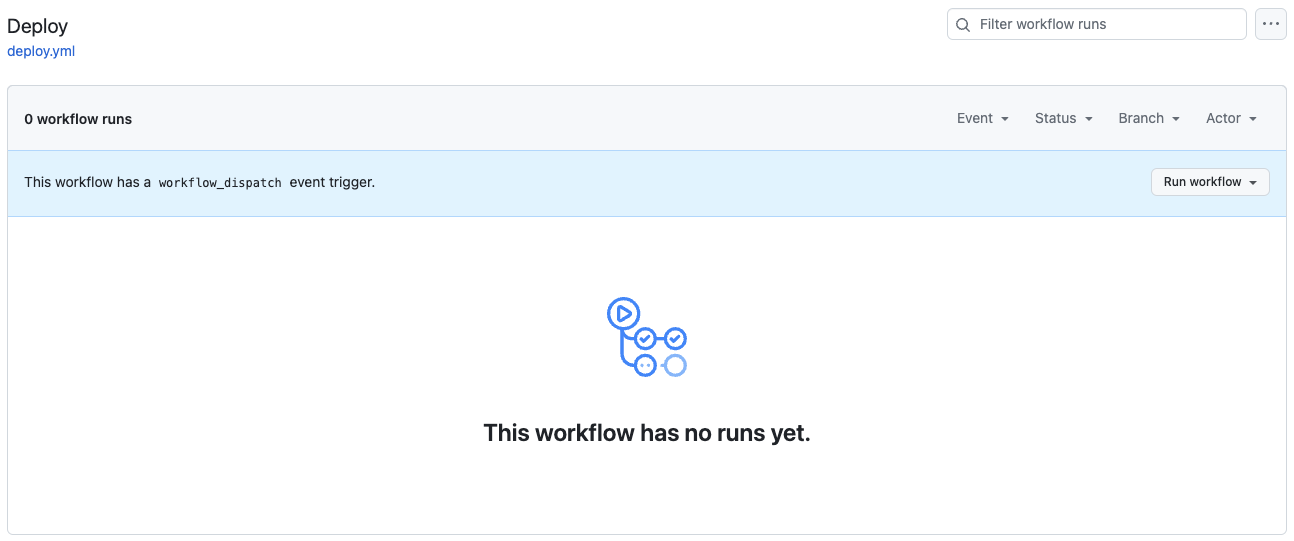 Deploy
Filter workflow runs
deploy.yml
0 workflow runs
Event Status Branch Actor
This workflow has a workflow_dispatch event trigger.
Run workflow
This workflow has no runs yet.